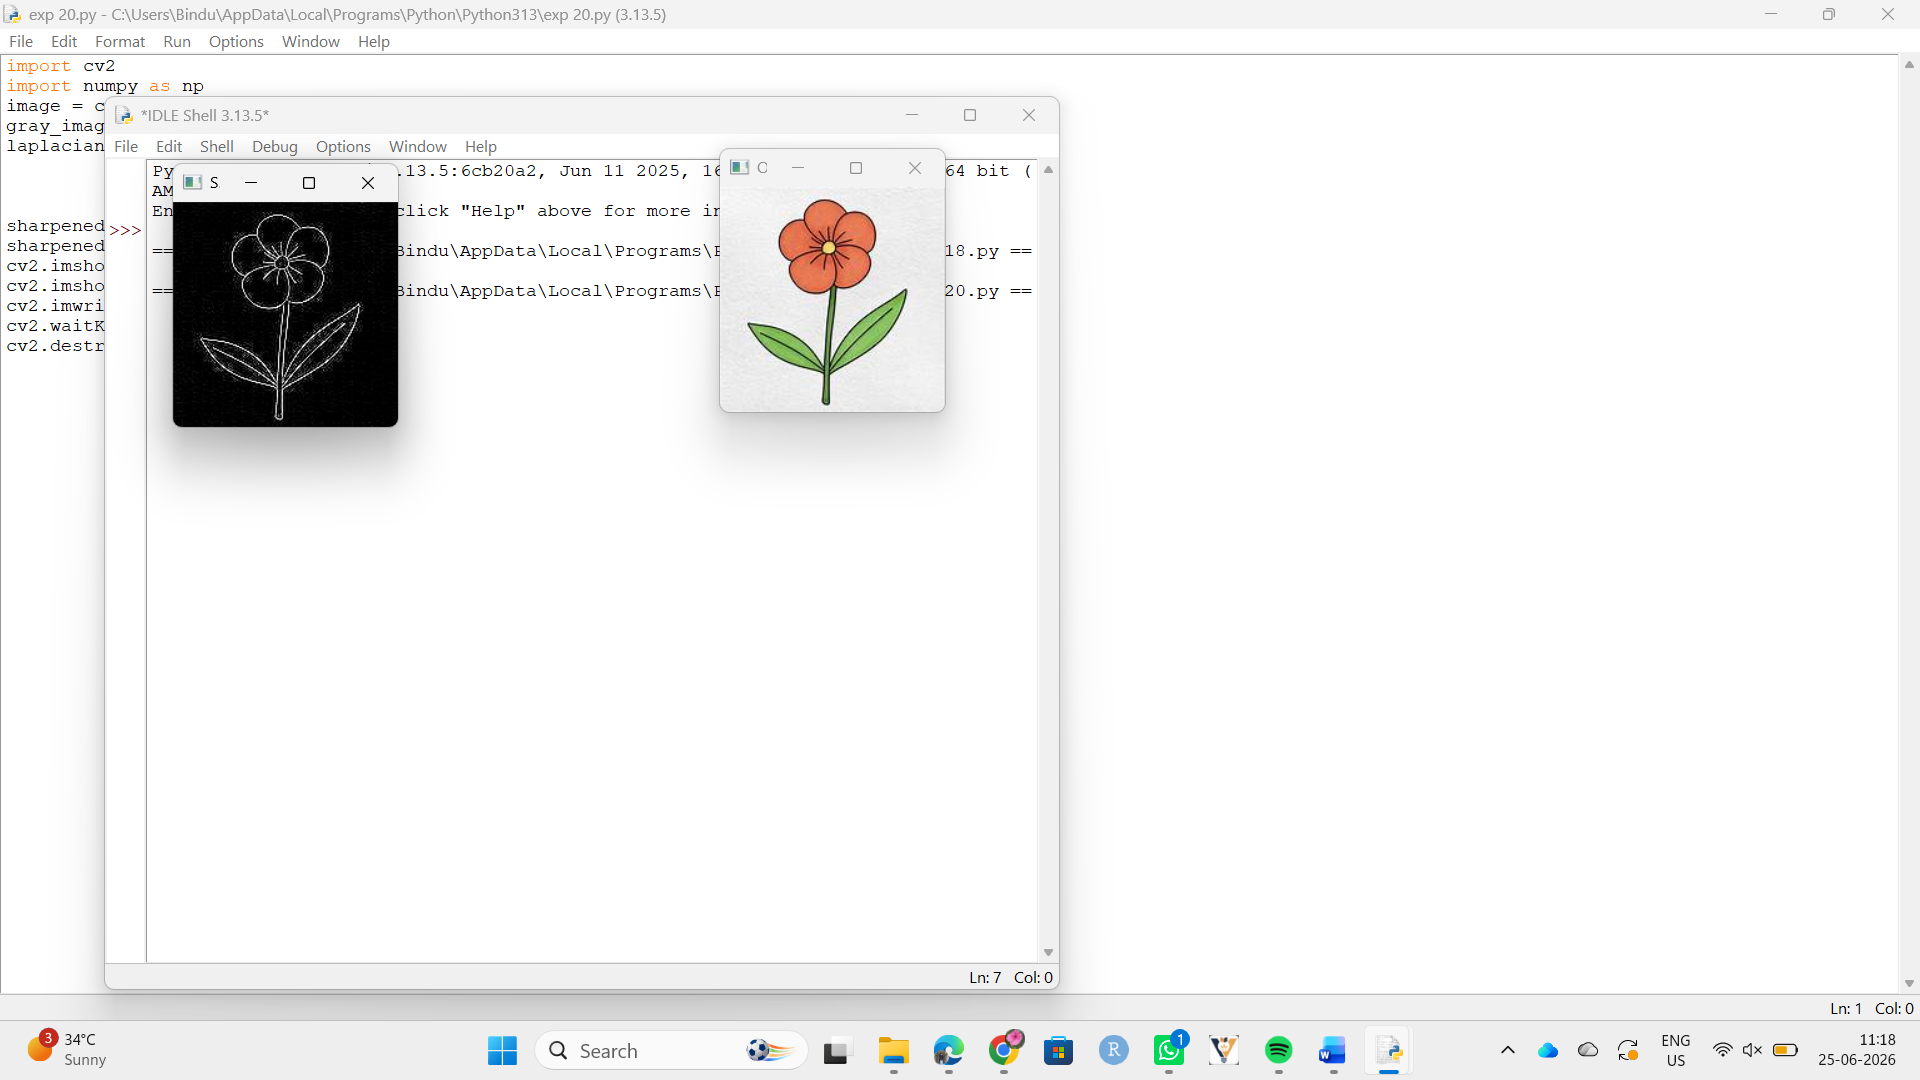 exp 20.py - C:\Users\Bindu\AppData\Local\Programs\Python\Python313\exp 20.py (3.13.5)
File Edit Format Run Options Window Help
import cv2
import numpy as np
image = c
gray_imag
laplacian
sharpened
sharpened
cv2.imsho
cv2.imsho
cv2.imwri
cv2.waitK
cv2.destr
*IDLE Shell 3.13.5*
File Edit Shell Debug Options Window Help
Py .13.5:6cb20a2, Jun 11 2025, 16 64 bit (
AM
En click "Help" above for more in
>>>
== Bindu\AppData\Local\Programs\P 18.py ==
== Bindu\AppData\Local\Programs\P 20.py ==
S
Ln: 7 Col: 0
Ln: 1 Col: 0
3
34°C
Sunny
Search
R
1
W
ENG
US
11:18
25-06-2026